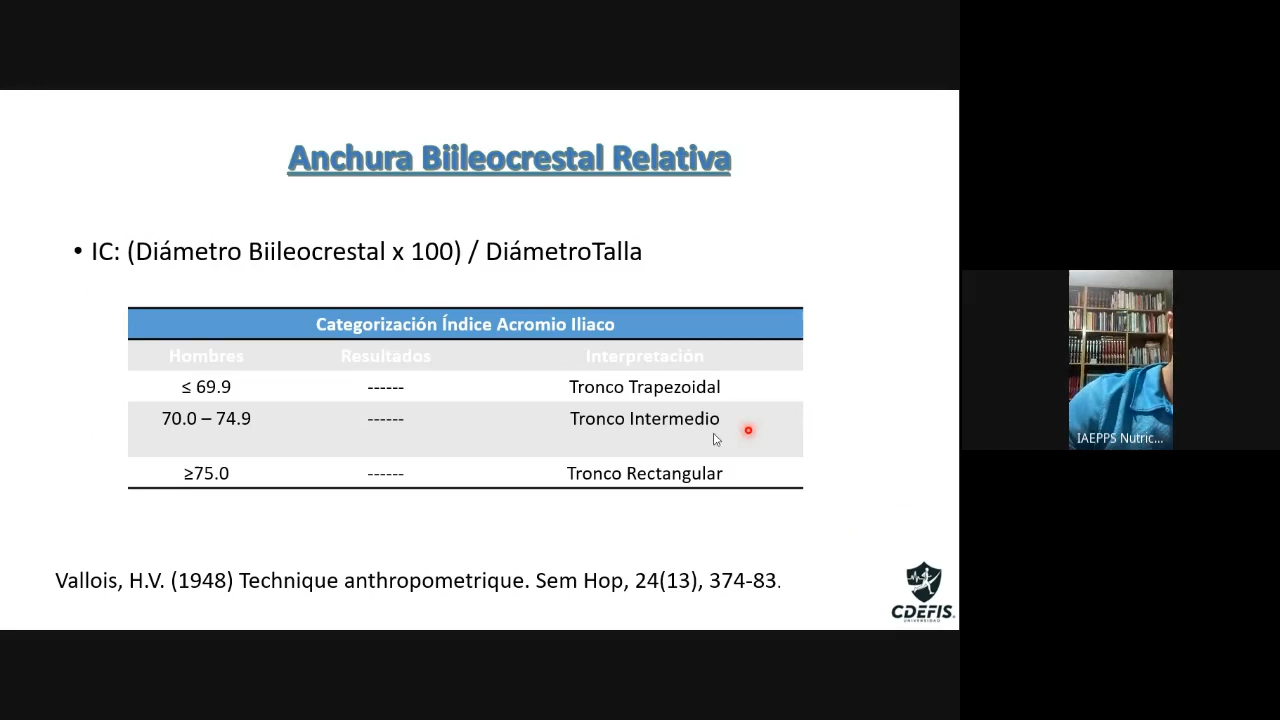 Anchura Biileocrestal Relativa
• IC: (Diámetro Biileocrestal x 100) / DiámetroTalla
Categorización Índice Acromio Iliaco
Hombres Resultados Interpretación
≤ 69.9 ------ Tronco Trapezoidal
70.0 – 74.9 ------ Tronco Intermedio
≥75.0 ------ Tronco Rectangular
Vallois, H.V. (1948) Technique anthropometrique. Sem Hop, 24(13), 374-83.
CDEFIS.
UNIVERSIDAD
IAEPPS Nutric...